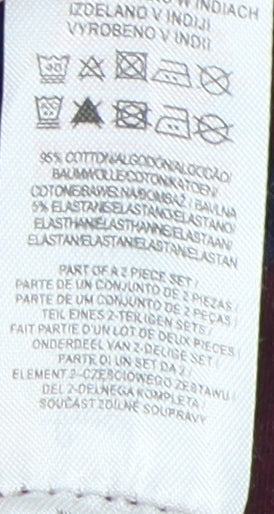 W INDIACH
IZDELANO V INDIJI
VYROBENO V INDII
95% COTTON/ALGODÓN/ALGODÃO/
BAUMWOLLE/COTON/KATOEN/
COTONE/BAWEŁNA/BOMBAŽ / BAVLNA
5% ELASTANE/ELASTANO/ELASTANO/
ELASTHAN/ELASTHANNE/ELASTAAN/
ELASTAN/ELASTAN/ELASTAN/ELASTAN
PART OF A 2 PIECE SET /
PARTE DE UN CONJUNTO DE 2 PIEZAS /
PARTE DE UM CONJUNTO DE 2 PEÇAS /
TEIL EINES 2-TEILIGEN SETS /
FAIT PARTIE D'UN LOT DE DEUX PIECES /
ONDERDEEL VAN 2-DELIGE SET /
PARTE DI UN SET DA 2 /
ELEMENT 2-CZĘŚCIOWEGO ZESTAWU /
DEL 2-DELNEGA KOMPLETA /
SOUČÁST 2DÍLNÉ SOUPRAVY